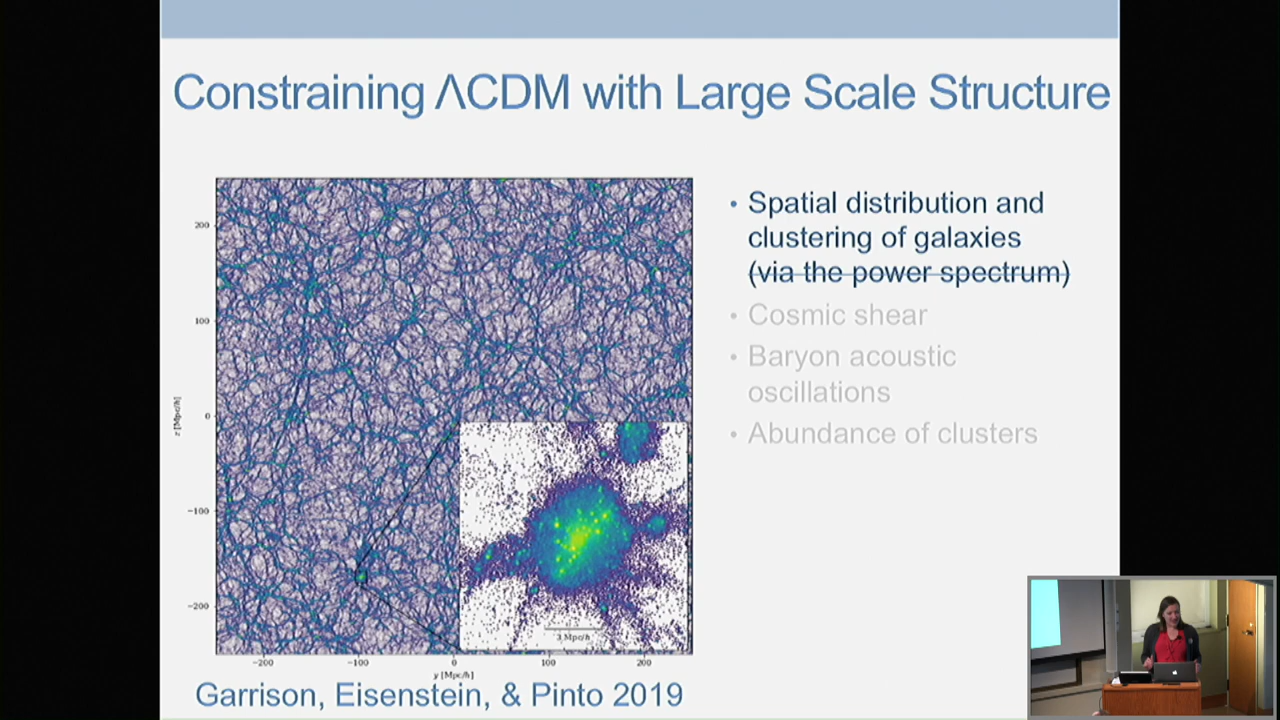 Constraining ΛCDM with Large Scale Structure
• Spatial distribution and
clustering of galaxies
(via the power spectrum)
• Cosmic shear
• Baryon acoustic
oscillations
• Abundance of clusters
200
100
0
−100
−200
z [Mpc/h]
3 Mpc/h
−200
−100
0
100
200
y [Mpc/h]
Garrison, Eisenstein, & Pinto 2019